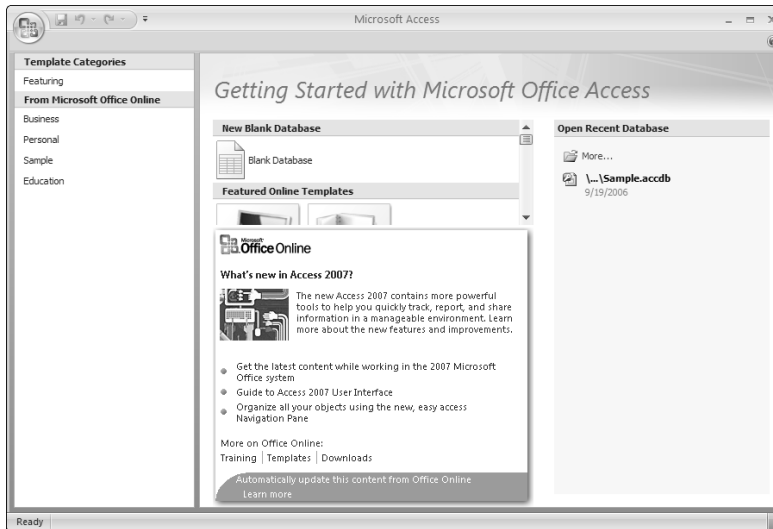 Microsoft Access
Template Categories
Featuring
From Microsoft Office Online
Business
Personal
Sample
Education
Getting Started with Microsoft Office Access
New Blank Database
Blank Database
Featured Online Templates
Microsoft
Office Online
What's new in Access 2007?
The new Access 2007 contains more powerful
tools to help you quickly track, report, and share
information in a manageable environment. Learn
more about the new features and improvements.
Get the latest content while working in the 2007 Microsoft
Office system
Guide to Access 2007 User Interface
Organize all your objects using the new, easy access
Navigation Pane
More on Office Online:
Training | Templates | Downloads
Automatically update this content from Office Online
Learn more
Open Recent Database
More...
\...\Sample.accdb
9/19/2006
Ready